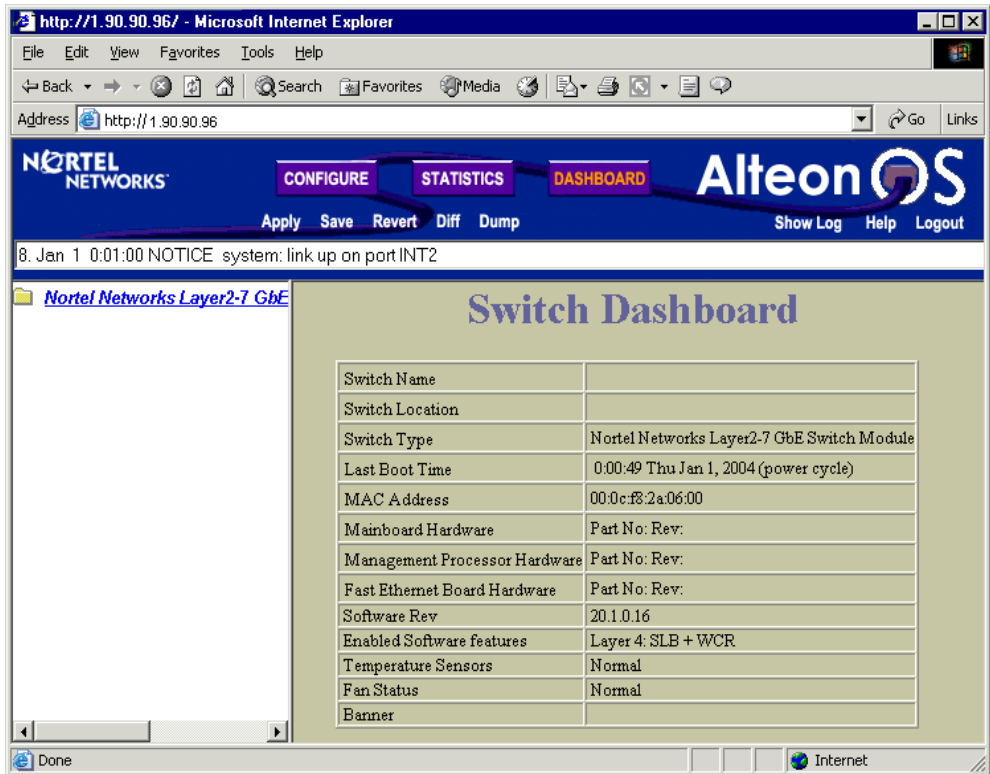 http://1.90.90.96/ - Microsoft Internet Explorer
File Edit View Favorites Tools Help
Back Search Favorites Media
Address http://1.90.90.96 Go Links
NORTEL NETWORKS
CONFIGURE STATISTICS DASHBOARD
Alteon OS
Apply Save Revert Diff Dump
Show Log Help Logout
8. Jan 1 0:01:00 NOTICE system: link up on port INT2
Nortel Networks Layer2-7 GbE
Switch Dashboard
Switch Name
Switch Location
Switch Type Nortel Networks Layer2-7 GbE Switch Module
Last Boot Time 0:00:49 Thu Jan 1, 2004 (power cycle)
MAC Address 00:0c:f8:2a:06:00
Mainboard Hardware Part No: Rev:
Management Processor Hardware Part No: Rev:
Fast Ethernet Board Hardware Part No: Rev:
Software Rev 20.1.0.16
Enabled Software features Layer 4: SLB + WCR
Temperature Sensors Normal
Fan Status Normal
Banner
Done Internet